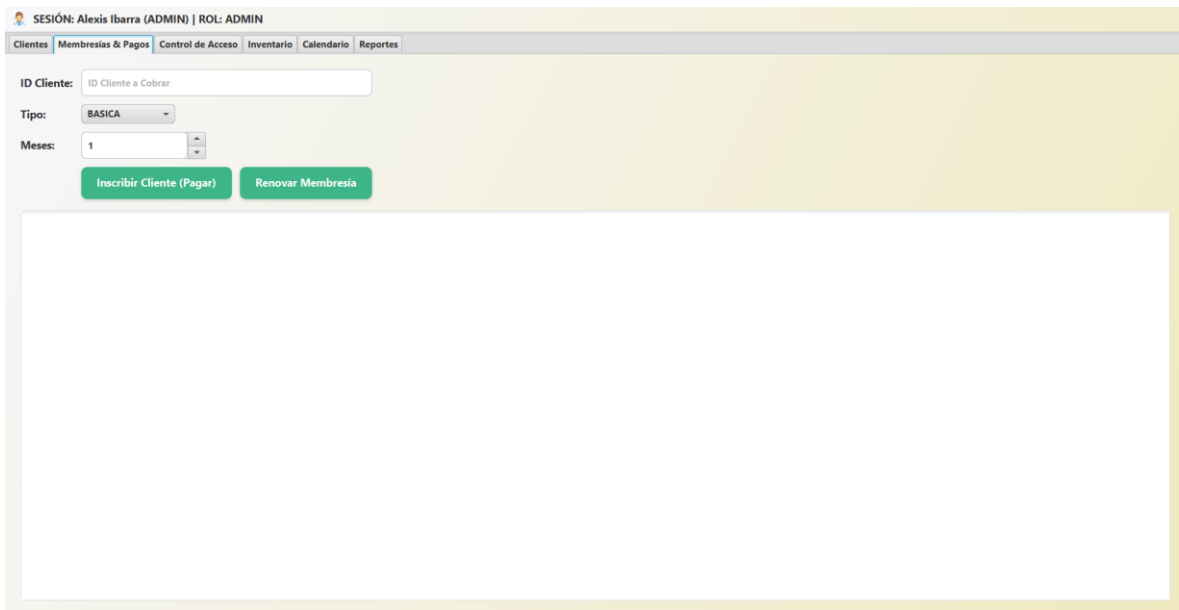 SESIÓN: Alexis Ibarra (ADMIN) | ROL: ADMIN
Clientes Membresías & Pagos Control de Acceso Inventario Calendario Reportes
ID Cliente: ID Cliente a Cobrar
Tipo: BASICA
Meses: 1
Inscribir Cliente (Pagar) Renovar Membresía